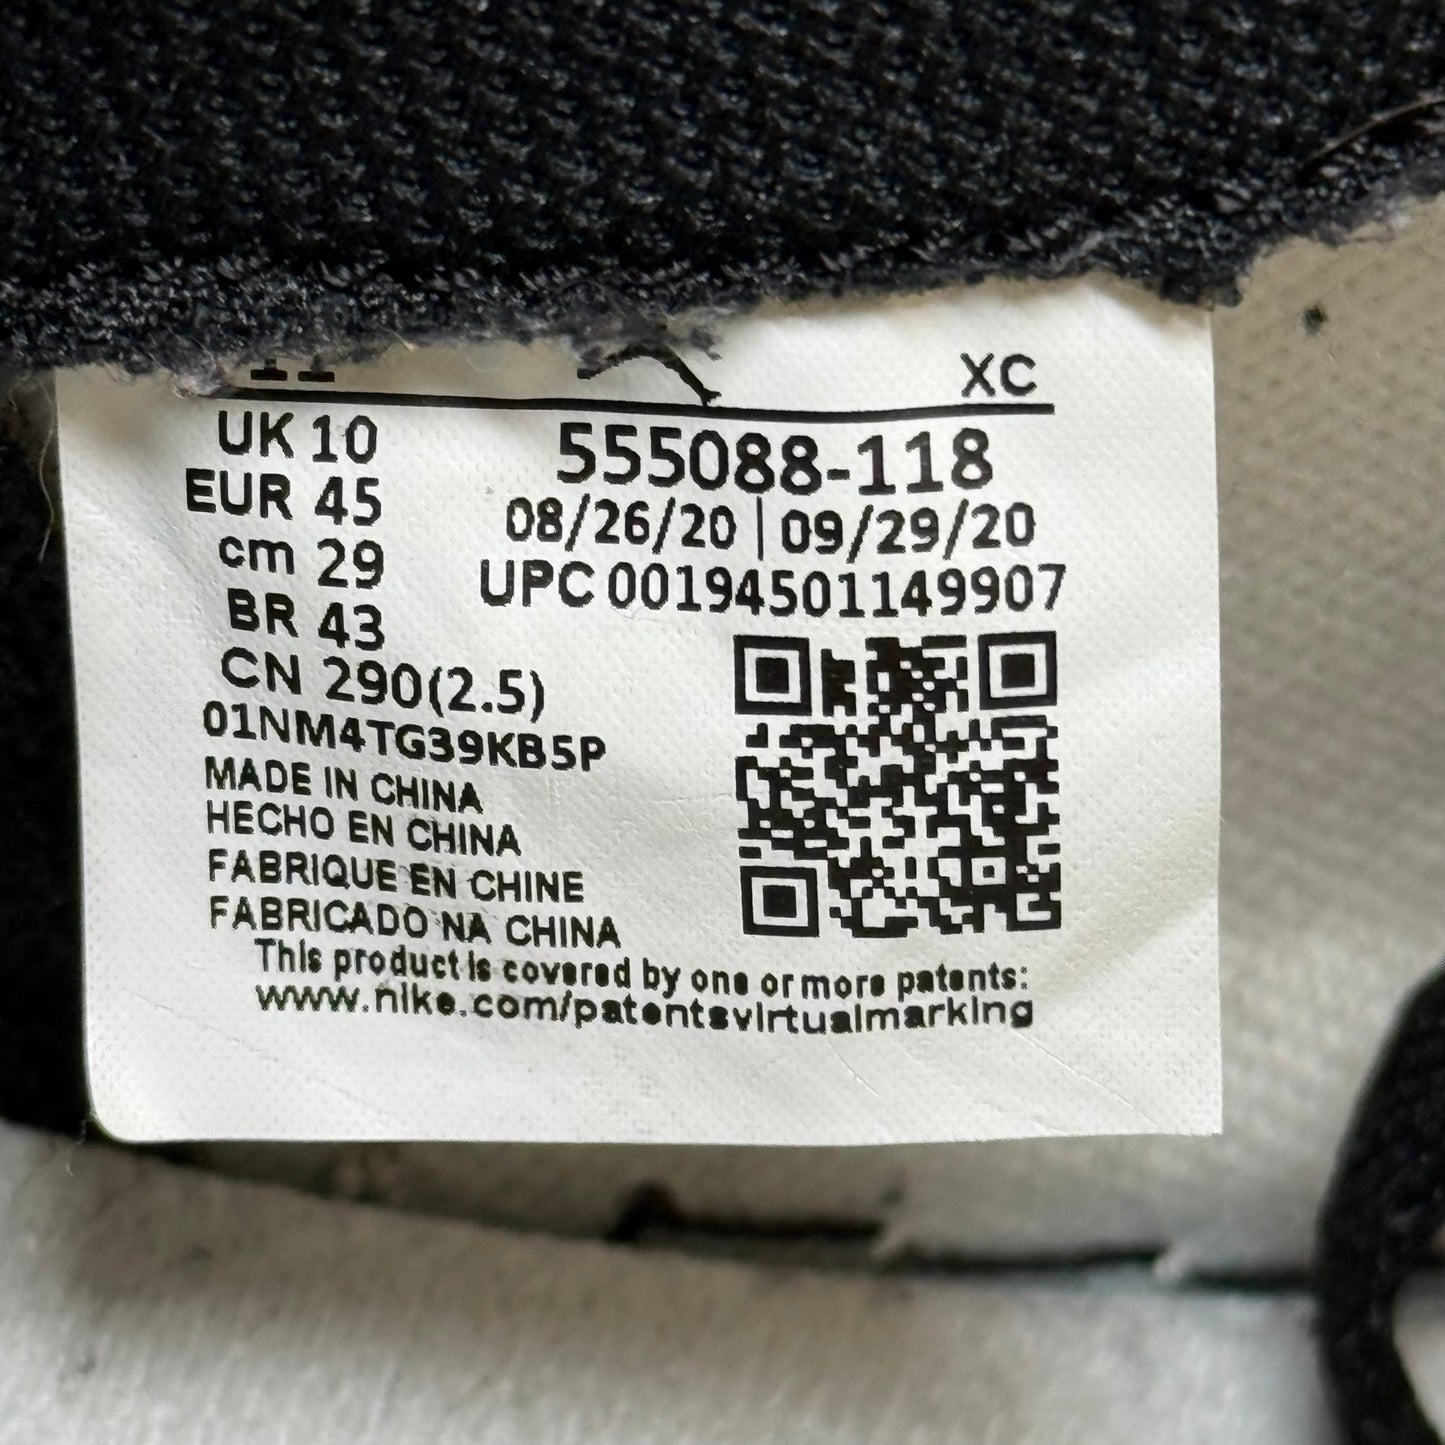 11
XC
UK 10
555088-118
EUR 45
08/26/20 | 09/29/20
cm 29
UPC 00194501149907
BR 43
CN 290(2.5)
01NM4TG39KB5P
MADE IN CHINA
HECHO EN CHINA
FABRIQUE EN CHINE
FABRICADO NA CHINA
This product is covered by one or more patents:
www.nike.com/patentsvirtualmarking